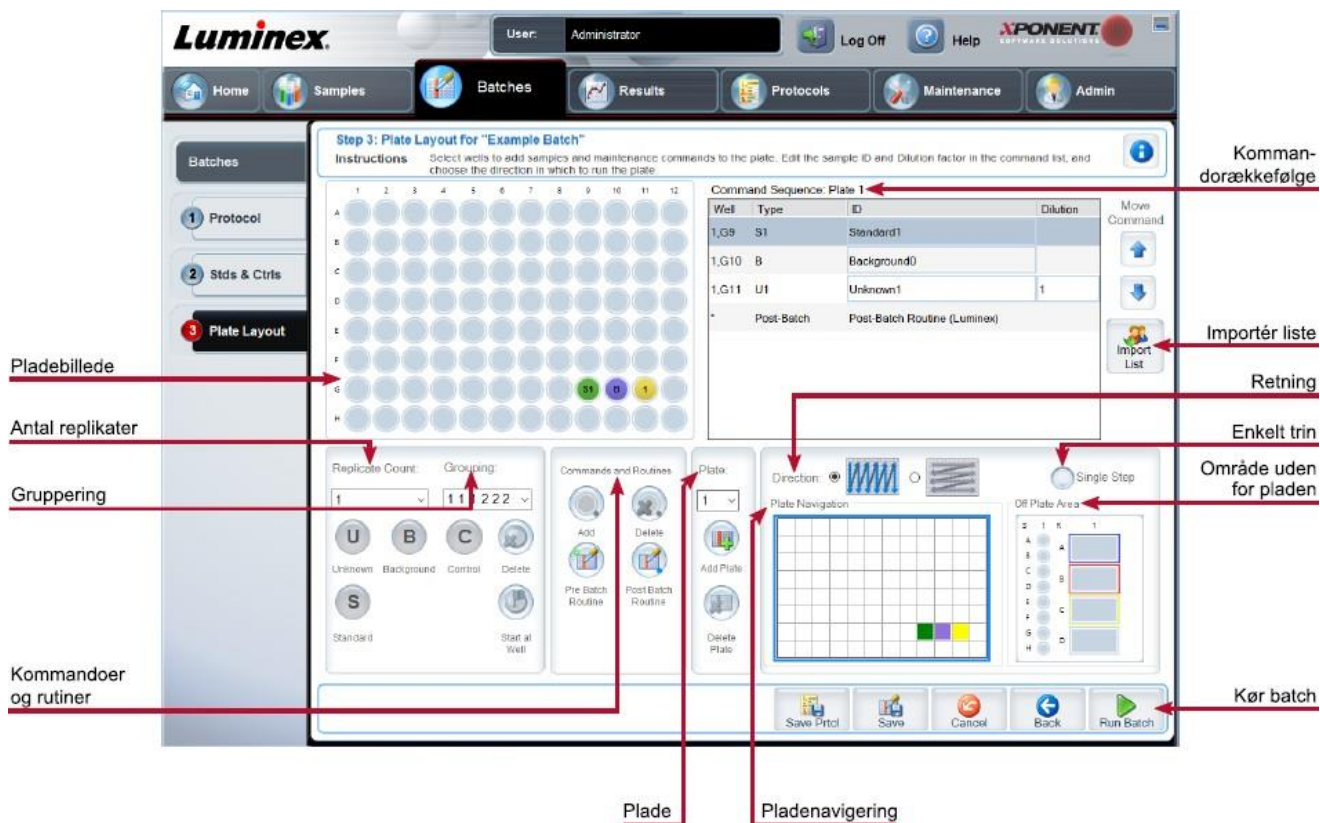 Luminex.
User: Administrator
Log Off
Help
XPONENT.
SOFTWARE SOLUTIONS
Home
Samples
Batches
Results
Protocols
Maintenance
Admin
Batches
1 Protocol
2 Stds & Ctrls
3 Plate Layout
Step 3: Plate Layout for "Example Batch"
Instructions Select wells to add samples and maintenance commands to the plate. Edit the sample ID and Dilution factor in the command list, and
choose the direction in which to run the plate.
1 2 3 4 5 6 7 8 9 10 11 12
A
B
C
D
E
F
G S1 B 1
H
Command Sequence: Plate 1
Well Type ID Dilution
1,G9 S1 Standard1
1,G10 B Background0
1,G11 U1 Unknown1 1
* Post-Batch Post-Batch Routine (Luminex)
Move
Command
Import
List
Komman-
dorækkefølge
Importér liste
Retning
Enkelt trin
Område uden
for pladen
Kør batch
Pladebillede
Antal replikater
Gruppering
Kommandoer
og rutiner
Replicate Count: Grouping:
1 111222
U B C
Unknown Background Control Delete
S
Standard Start at
Well
Commands and Routines
Add Delete
Pre Batch
Routine
Post Batch
Routine
Plate:
1
Add Plate
Delete
Plate
Direction:
Single Step
Plate Navigation
Off Plate Area
S 1 R 1
A
B
C
D
E
F
G
H
A
B
C
D
Save Prtcl
Save
Cancel
Back
Run Batch
Plade
Pladenavigering